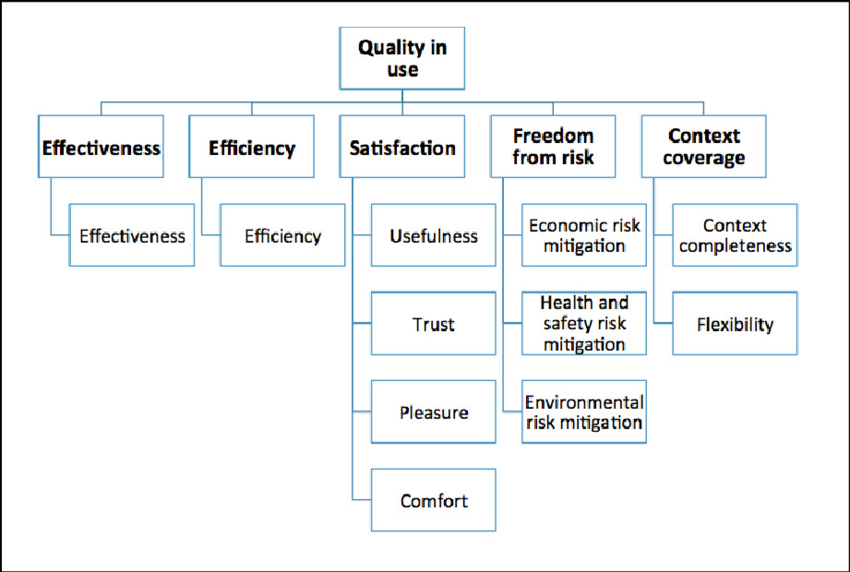 Quality in
use
Effectiveness
Efficiency
Satisfaction
Freedom
from risk
Context
coverage
Effectiveness
Efficiency
Usefulness
Economic risk
mitigation
Context
completeness
Trust
Health and
safety risk
mitigation
Flexibility
Pleasure
Environmental
risk mitigation
Comfort